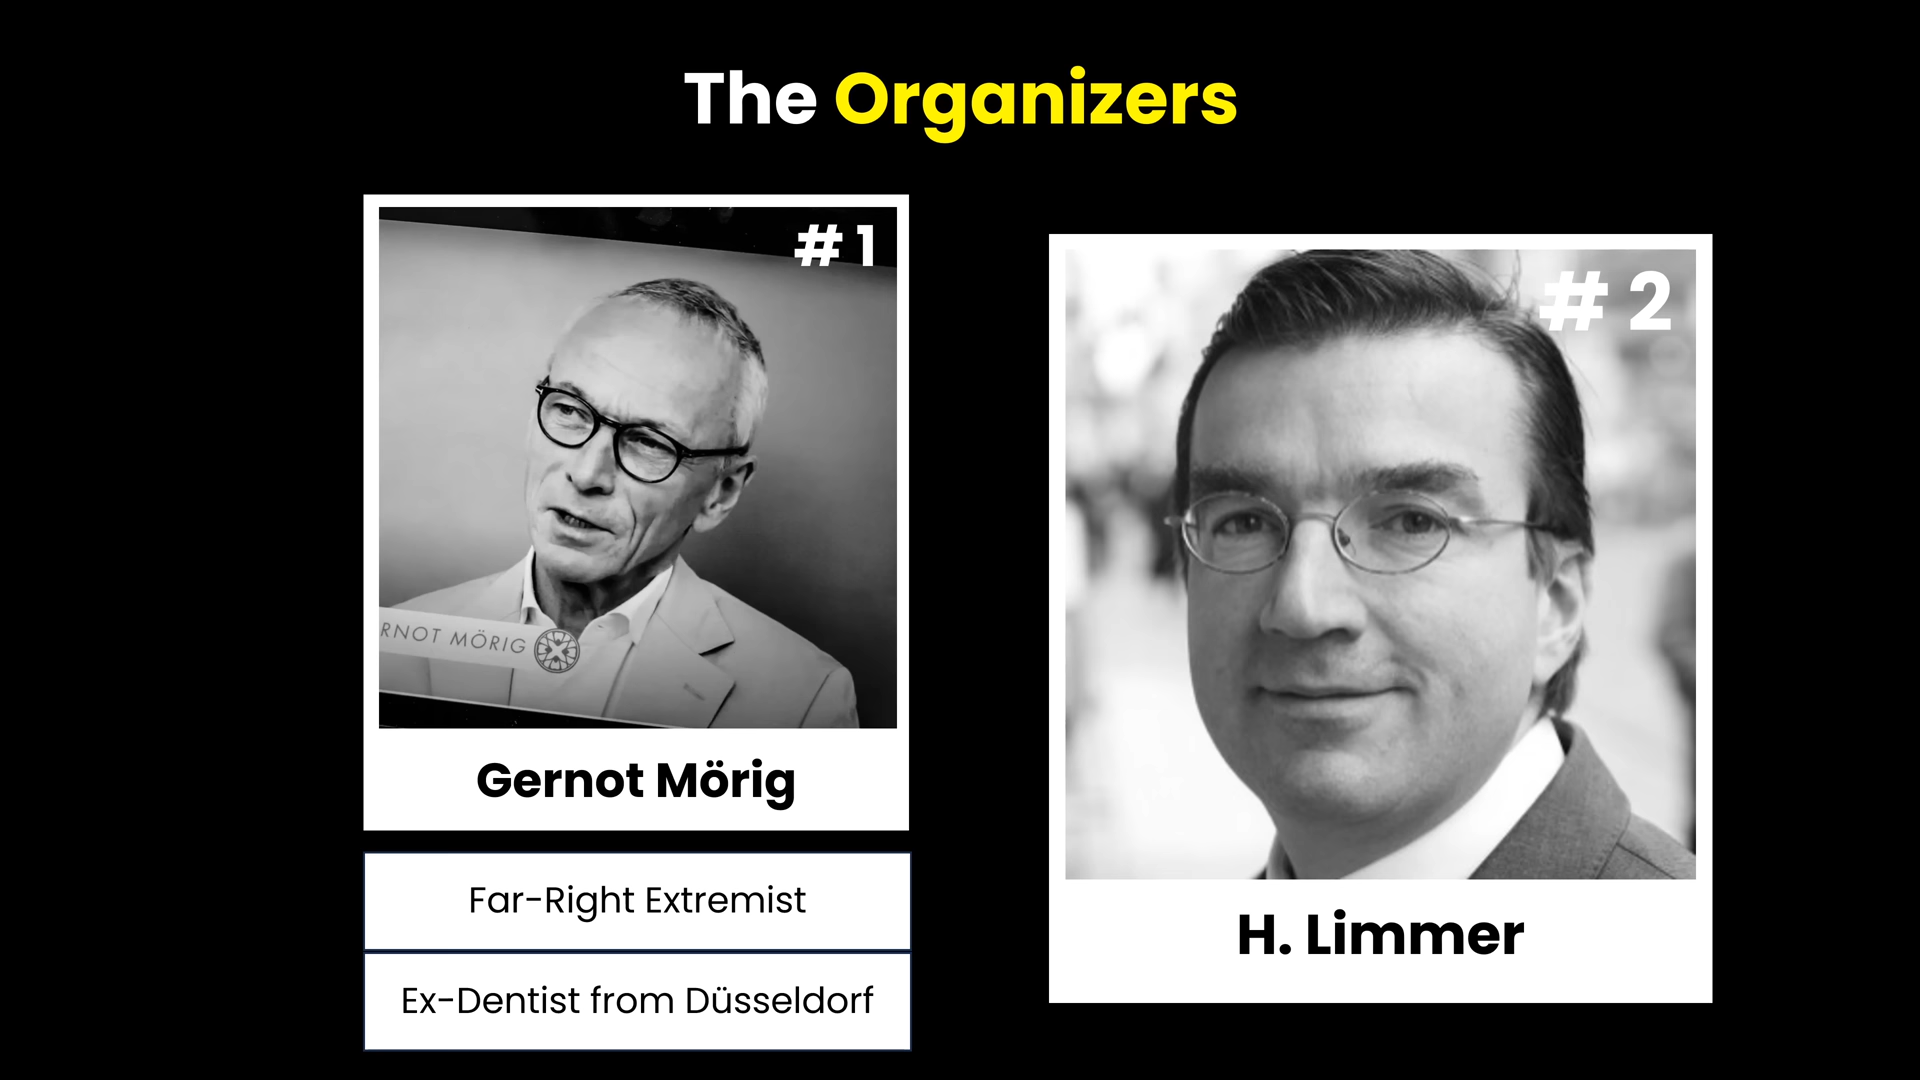 The Organizers
# 1
RNOT MÖRIG
Gernot Mörig
Far-Right Extremist
Ex-Dentist from Düsseldorf
# 2
H. Limmer